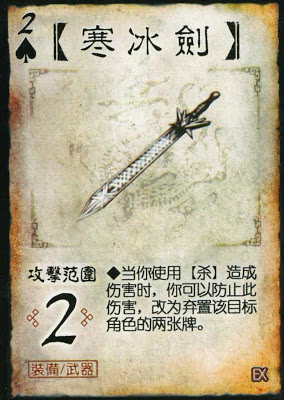 2
【寒冰劍】
攻擊范圍
2
◆当你使用【杀】造成
伤害时，你可以防止此
伤害，改为弃置该目标
角色的两张牌。
裝備/武器
EX